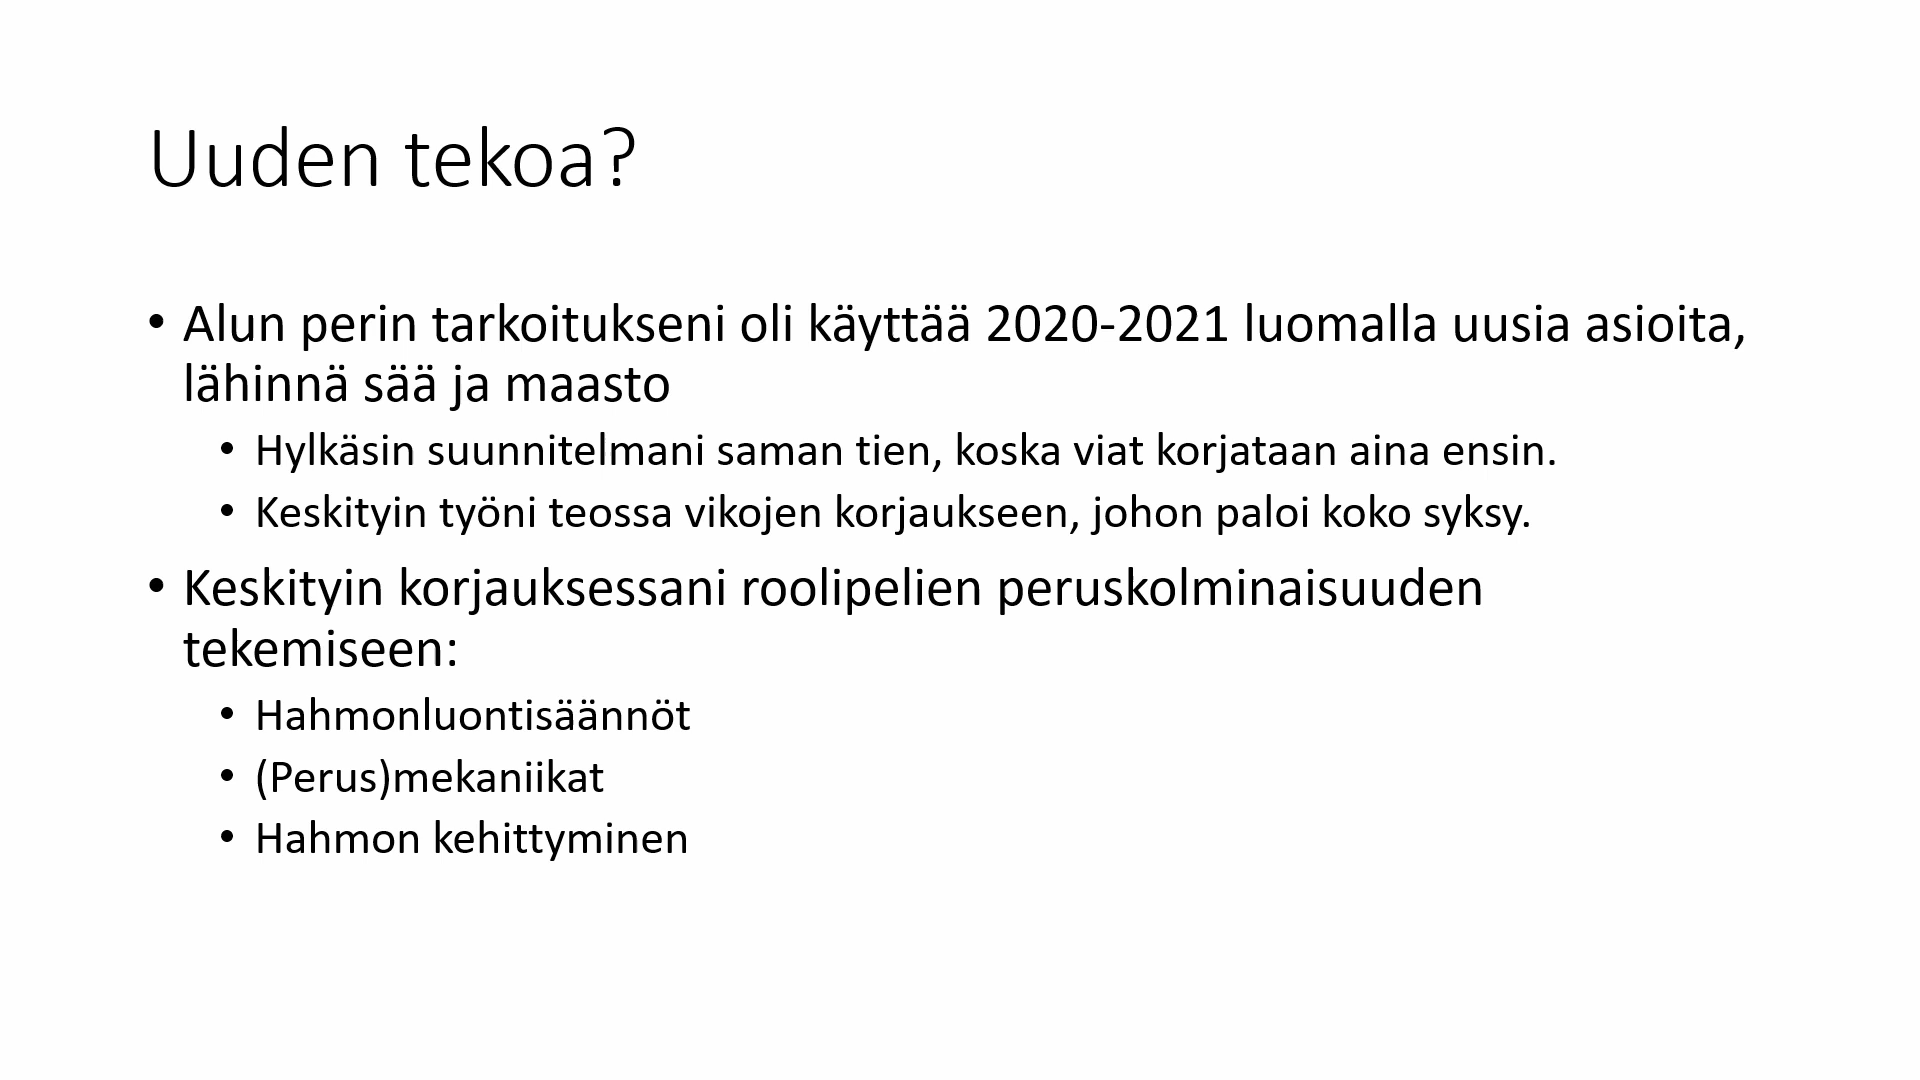 Uuden tekoa?
• Alun perin tarkoitukseni oli käyttää 2020-2021 luomalla uusia asioita,
lähinnä sää ja maasto
• Hylkäsin suunnitelmani saman tien, koska viat korjataan aina ensin.
• Keskityin työni teossa vikojen korjaukseen, johon paloi koko syksy.
• Keskityin korjauksessani roolipelien peruskolminaisuuden
tekemiseen:
• Hahmonluontisäännöt
• (Perus)mekaniikat
• Hahmon kehittyminen